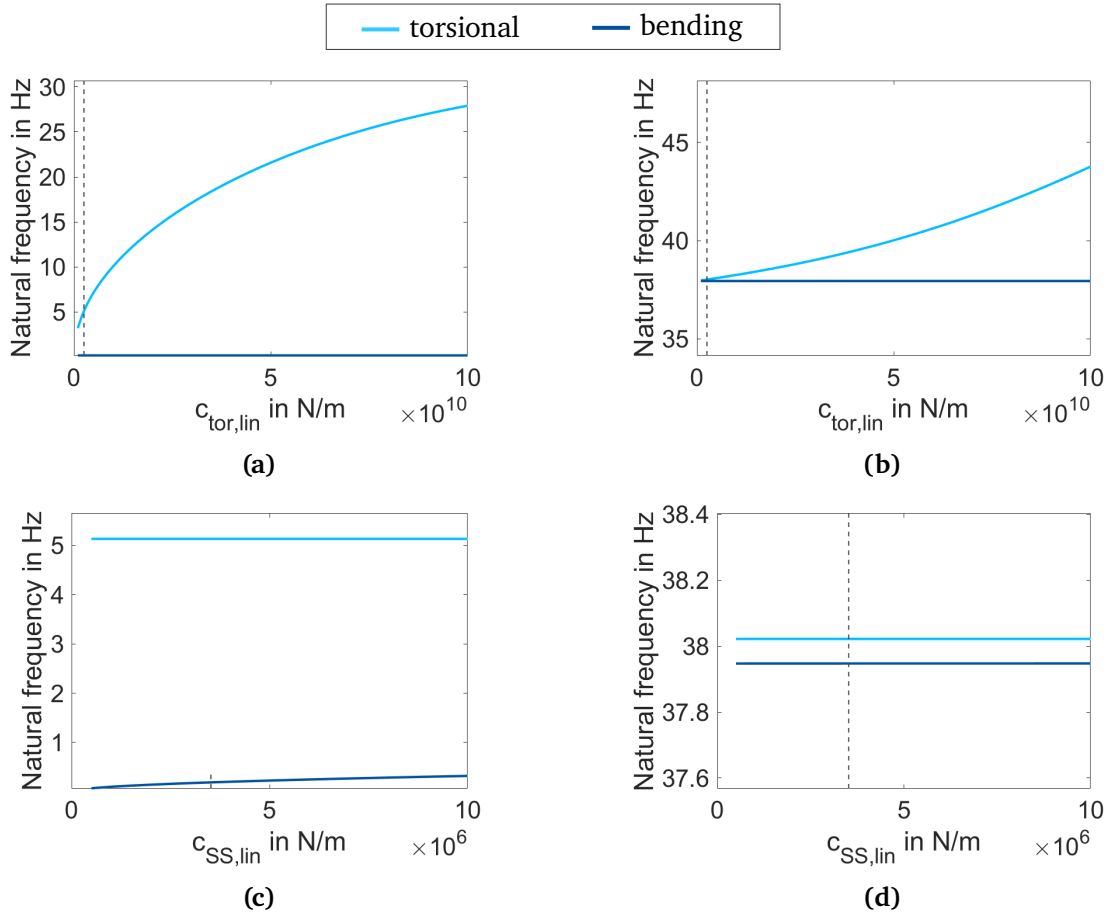 torsional bending
Natural frequency in Hz
30
25
20
15
10
5
0 5 10
c_tor,lin in N/m ×10^10
(a)
Natural frequency in Hz
45
40
35
0 5 10
c_tor,lin in N/m ×10^10
(b)
Natural frequency in Hz
5
4
3
2
1
0 5 10
c_SS,lin in N/m ×10^6
(c)
Natural frequency in Hz
38.4
38.2
38
37.8
37.6
0 5 10
c_SS,lin in N/m ×10^6
(d)